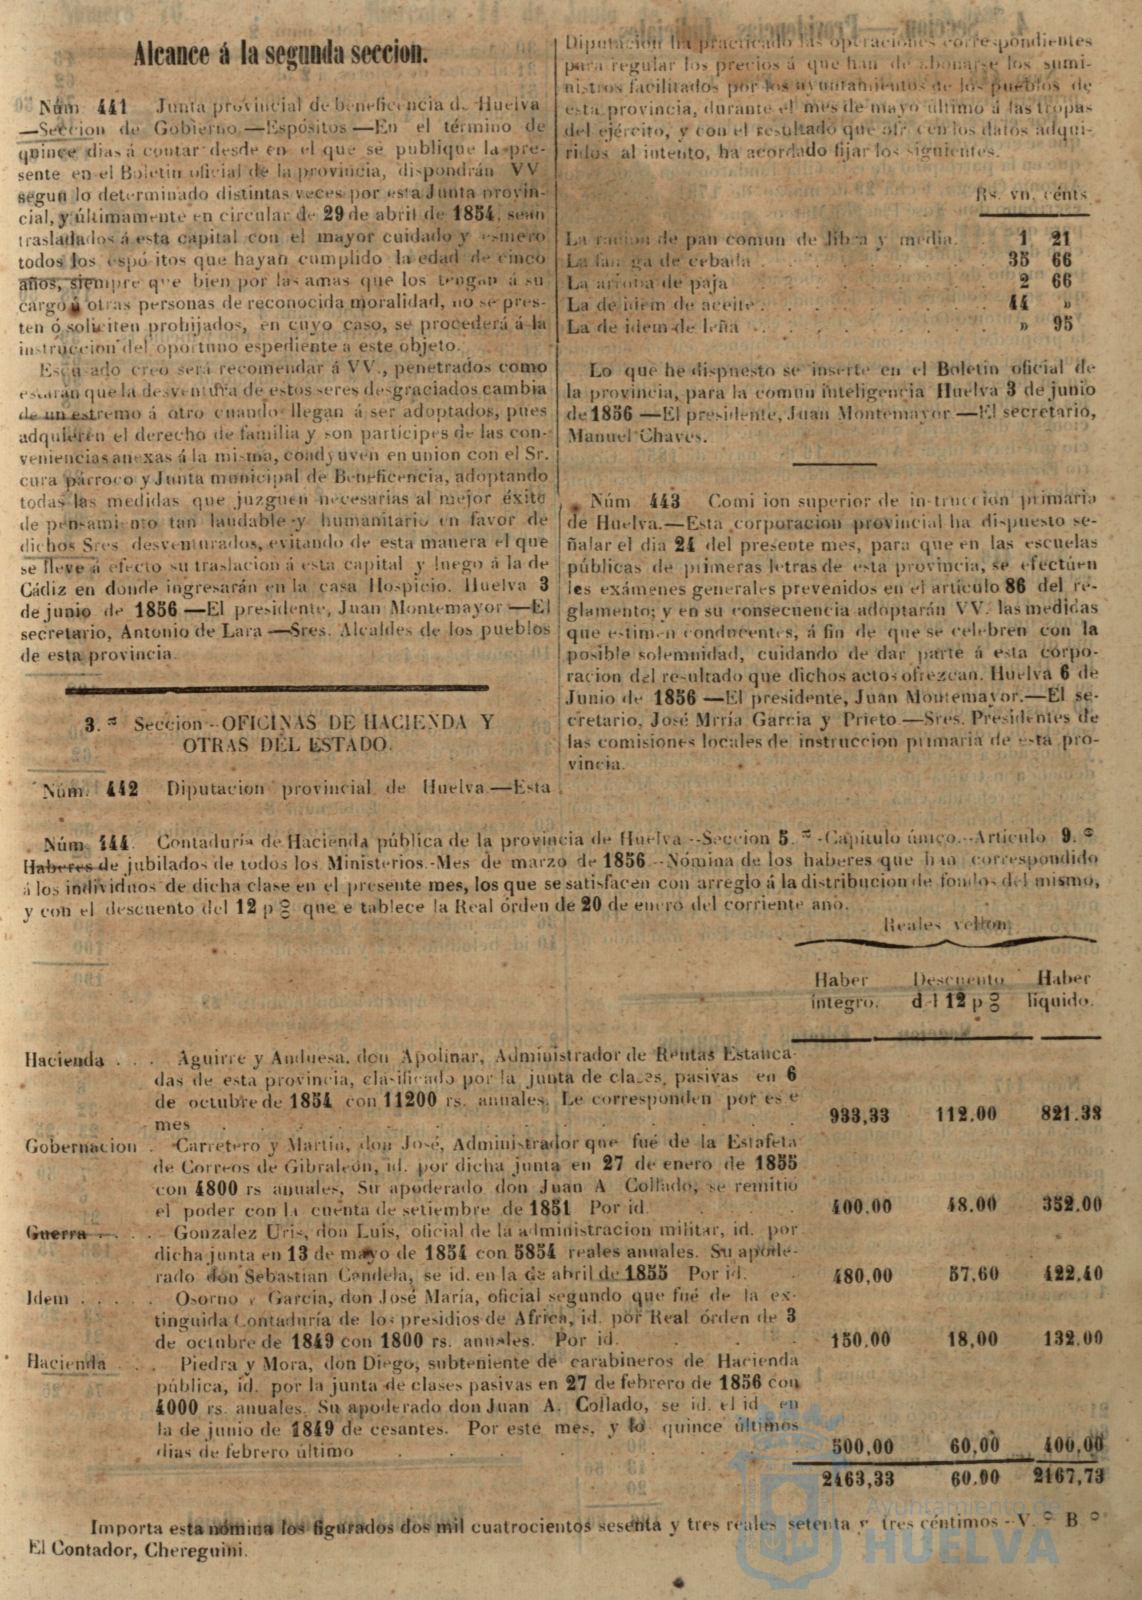 Alcance á la segunda seccion.
Núm 441 Junta provincial de beneficencia d. Huelva
—Seccion de Gobierno.—Espósitos—En el término de
quince dias á contar desde en el que se publique la pre-
sente en el Boletin oficial de la provincia, dispondrán VV
segun lo determinado distintas veces por esta Junta provin-
cial, y últimamente en circular de 29 de abril de 1854, sean
trasladados á esta capital con el mayor cuidado y esmero
todos los espó itos que hayan cumplido la edad de cinco
años, siempre que bien por las amas que los tengan á su
cargo ú otras personas de reconocida moralidad, no se pres-
ten ó soliciten prohijados, en cuyo caso, se procederá á la
instruccion del oportuno espediente a este objeto.
Escu ado creo será recomendar á VV., penetrados como
estarán que la desventura de estos seres desgraciados cambia
de un estremo á otro cuando llegan á ser adoptados, pues
adquieren el derecho de familia y son participes de las con-
veniencias anexas á la misma, coadyuven en union con el Sr.
cura párroco y Junta municipal de Beneficencia, adoptando
todas las medidas que juzguen necesarias al mejor éxito
de pensami nto tan laudable y humanitario en favor de
dichos Sres desventurados, evitando de esta manera el que
se lleve á efecto su traslacion á esta capital y luego á la de
Cádiz en donde ingresarán en la casa Hospicio. Huelva 3
de junio de 1856—El presidente, Juan Montemayor—El
secretario, Antonio de Lara—Sres. Alcaldes de los pueblos
de esta provincia.
3.ª Seccion--OFICINAS DE HACIENDA Y
OTRAS DEL ESTADO.
Núm. 442 Diputacion provincial de Huelva.—Esta
Diputacion ha practicado las operaciones correspondientes
para regular los precios á que han de abonarse los sumi-
nistros facilitados por los ayuntamientos de los pueblos de
esta provincia, durante el mes de mayo último á las tropas
del ejército, y con el resultado que ofr cen los datos adqui-
ridos al intento, ha acordado fijar los siguientes.
Rs. vn. cénts
La racion de pan comun de libra y media. . 1 21
La fan ga de cebada . . . . . . . 35 66
La arroba de paja . . . . . . . 2 66
La de idem de aceite. . . . . . . 44 »
La de idem de leña . . . . . . . » 95
Lo que he dispuesto se inserte en el Boletin oficial de
la provincia, para la comun inteligencia Huelva 3 de junio
de 1856—El presidente, Juan Montemayor—El secretario,
Manuel Chaves.
Núm 443 Comi ion superior de in-truccion primaria
de Huelva.—Esta corporacion provincial ha dispuesto se-
ñalar el dia 24 del presente mes, para que en las escuelas
públicas de primeras letras de esta provincia, se efectúen
les exámenes generales prevenidos en el artículo 86 del re-
glamento; y en su consecuencia adoptarán VV. las medidas
que estimen conducentes, á fin de que se celebren con la
posible solemnidad, cuidando de dar parte á esta corpo-
racion del resultado que dichos actos ofrezcan. Huelva 6 de
Junio de 1856—El presidente, Juan Montemayor.—El se-
cretario, José Mrría Garcia y Prieto.—Sres. Presidentes de
las comisiones locales de instruccion primaria de esta pro-
vincia.
Núm 444. Contaduría de Hacienda pública de la provincia de Huelva--Seccion 5.ª-Capítulo único.-Articulo 9.º
Haberes de jubilados de todos los Ministerios.-Mes de marzo de 1856--Nómina de los haberes que han correspondido
á los individuos de dicha clase en el presente mes, los que se satisfacen con arreglo á la distribucion de fondos del mismo,
y con el descuento del 12 p% que e tablece la Real órden de 20 de enero del corriente ano.
Reales vellon
Haber Descuento Haber
integro. d l 12 p% liquido.
Hacienda . . . Aguirre y Anduesa, don Apolinar, Administrador de Rentas Estanca-
das de esta provincia, clasificado por la junta de clases, pasivas en 6
de octubre de 1854 con 11200 rs. anuales. Le corresponden por es e
mes . . . . . . . 933,33 112.00 821.33
Gobernacion . Carretero y Martin, don José, Administrador que fué de la Estafeta
de Correos de Gibraleón, id. por dicha junta en 27 de enero de 1855
con 4800 rs anuales, Su apoderado don Juan A Collado, se remitió
el poder con la cuenta de setiembre de 1851 Por id. . . . 400.00 48.00 352.00
Guerra . . . . Gonzalez Uris, don Luis, oficial de la administracion militar, id. por
dicha junta en 13 de mayo de 1854 con 5854 reales anuales. Su apode-
rado don Sebastian Candela, se id. en la de abril de 1855 Por id. . 480,00 57,60 422,40
Idem . . . . . Osorno y Garcia, don José María, oficial segundo que fué de la ex-
tinguida Contaduría de los presidios de Africa, id. por Real órden de 3
de octubre de 1849 con 1800 rs. anuales. Por id. . . . 150.00 18,00 132.00
Hacienda . . . Piedra y Mora, don Diego, subteniente de carabineros de Hacienda
pública, id. por la junta de clases pasivas en 27 de febrero de 1856 con
4000 rs. anuales. Su apoderado don Juan A. Collado, se id. el id en
la de junio de 1849 de cesantes. Por este mes, y lo quince últimos
dias de febrero último . . . . . 500,00 60,00 400,00
2463,33 60.00 2167,73
Importa esta nómina los figurados dos mil cuatrocientos sesenta y tres reales setenta y tres céntimos--V.º B º
El Contador, Chereguini.
Ayuntamiento de
HUELVA